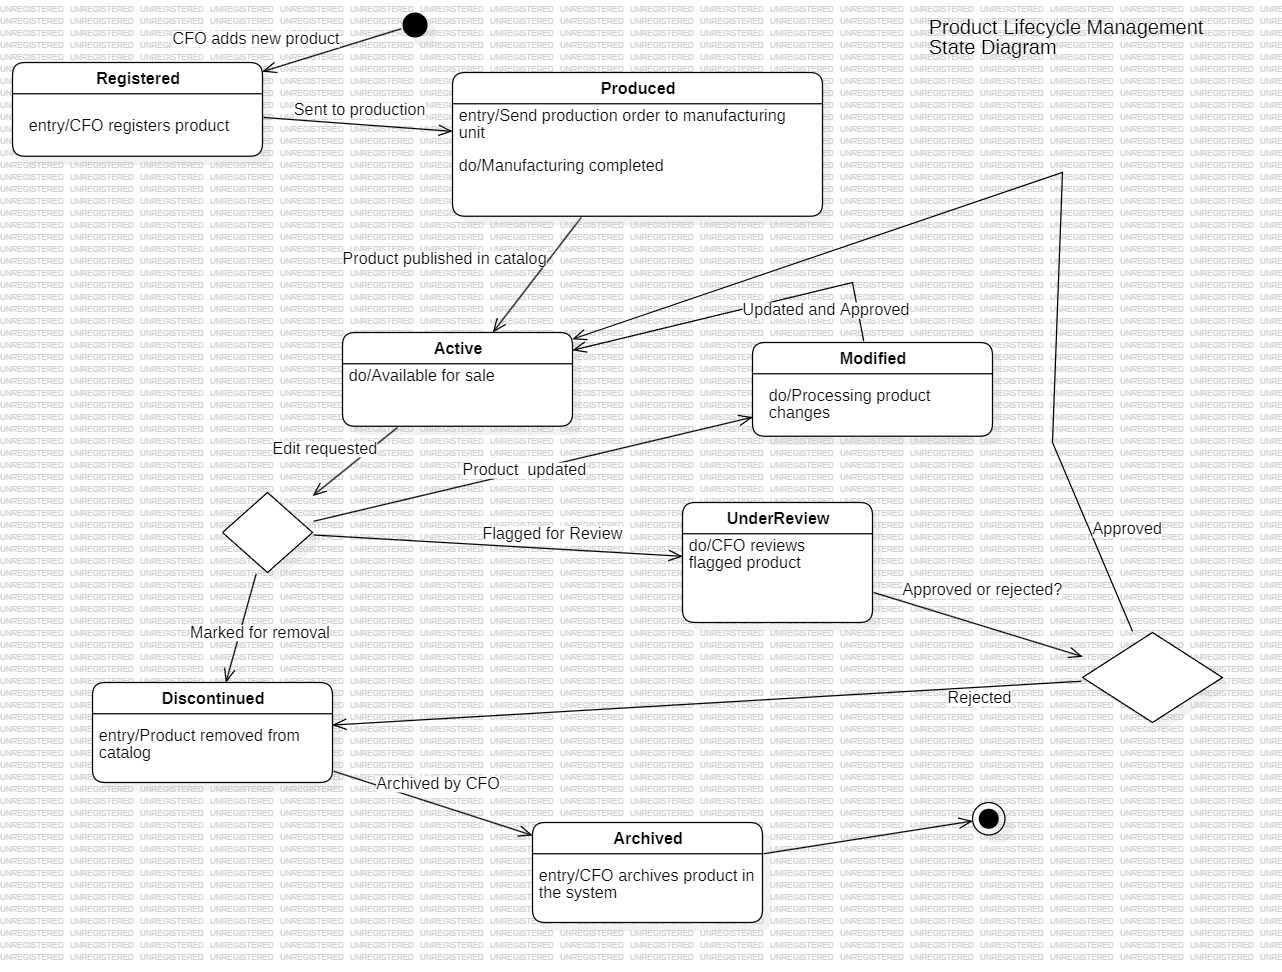 Product Lifecycle Management
State Diagram
CFO adds new product
Registered
entry/CFO registers product
Sent to production
Produced
entry/Send production order to manufacturing
unit
do/Manufacturing completed
Product published in catalog
Updated and Approved
Active
do/Available for sale
Modified
do/Processing product
changes
Edit requested
Product  updated
UnderReview
do/CFO reviews
flagged product
Flagged for Review
Approved
Approved or rejected?
Marked for removal
Discontinued
entry/Product removed from
catalog
Rejected
Archived by CFO
Archived
entry/CFO archives product in
the system
UNREGISTERED